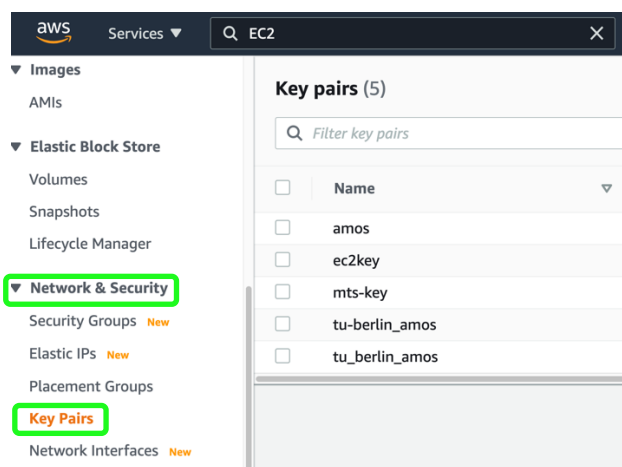 aws Services ▼ EC2
Images
AMIs
Elastic Block Store
Volumes
Snapshots
Lifecycle Manager
Network & Security
Security Groups New
Elastic IPs New
Placement Groups
Key Pairs
Network Interfaces New
Key pairs (5)
Filter key pairs
Name
amos
ec2key
mts-key
tu-berlin_amos
tu_berlin_amos